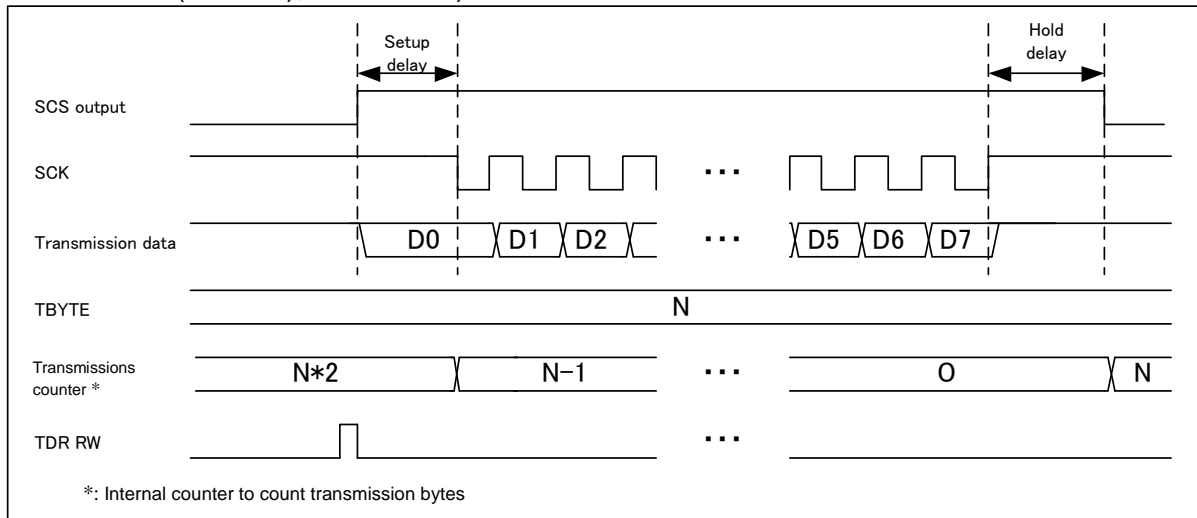 Setup
delay
Hold
delay
SCS output
SCK
...
Transmission data
D0 D1 D2 ... D5 D6 D7
TBYTE
N
Transmissions
counter *
N*2 N-1 ... O N
TDR RW
...
*: Internal counter to count transmission bytes